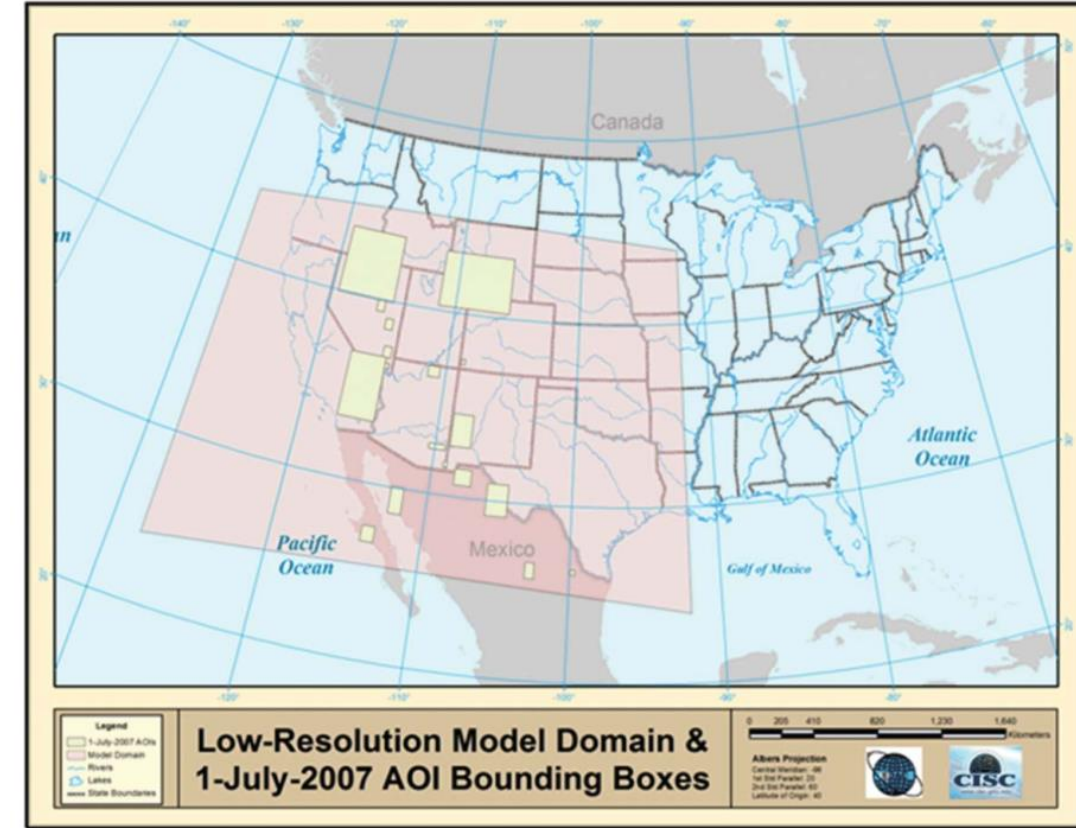 -140°
-130°
-120°
-110°
-100°
-90°
-80°
-70°
-60°
Canada
Atlantic
Ocean
Pacific
Ocean
Mexico
Gulf of Mexico
-120°
-110°
-100°
-90°
-80°
Legend
1-July-2007 AOIs
Model Domain
Rivers
Lakes
State Boundaries
Low-Resolution Model Domain &
1-July-2007 AOI Bounding Boxes
0 205 410 820 1,230 1,640
Kilometers
Albers Projection
Central Meridian: -96
1st Std Parallel: 20
2nd Std Parallel: 60
Latitude of Origin: 40
CISC